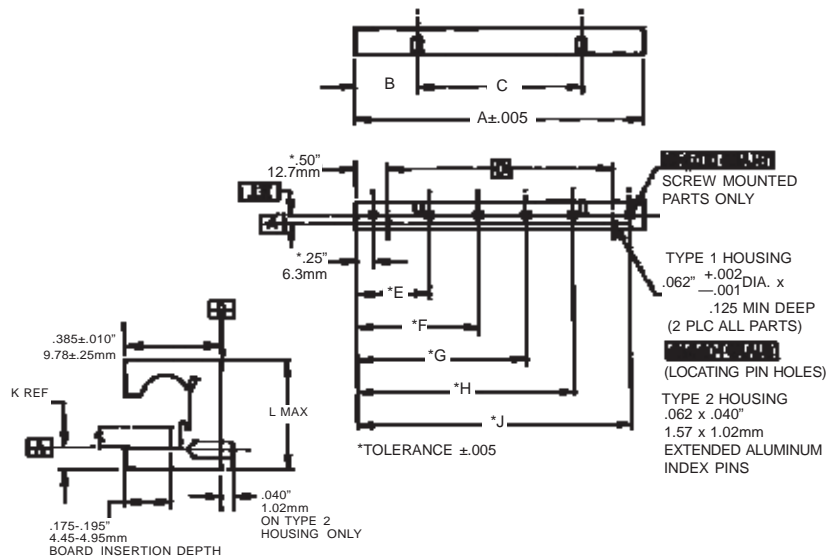 B
C
A±.005
*.50"
12.7mm
SCREW MOUNTED
PARTS ONLY
*.25"
6.3mm
TYPE 1 HOUSING
.062" +.002 —.001 DIA. x
.125 MIN DEEP
(2 PLC ALL PARTS)
*E
*F
(LOCATING PIN HOLES)
*G
.385±.010"
9.78±.25mm
*H
TYPE 2 HOUSING
.062 x .040"
1.57 x 1.02mm
EXTENDED ALUMINUM
INDEX PINS
K REF
L MAX
*J
*TOLERANCE ±.005
.040"
1.02mm
ON TYPE 2
HOUSING ONLY
.175-.195"
4.45-4.95mm
BOARD INSERTION DEPTH